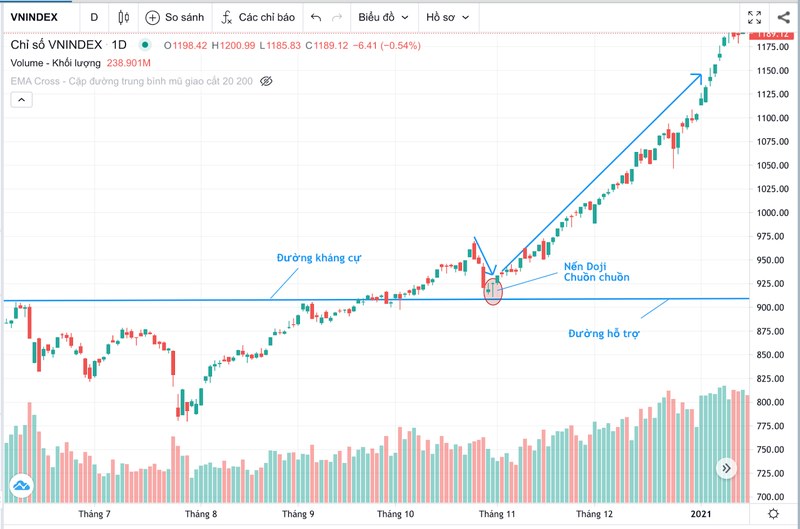 VNINDEX D So sánh Các chỉ báo Biểu đồ Hồ sơ
Chỉ số VNINDEX · 1D O1198.42 H1200.99 L1185.83 C1189.12 −6.41 (−0.54%)
Volume - Khối lượng 238.901M
EMA Cross - Cặp đường trung bình mũ giao cắt 20 200
1189.12
1175.00
1150.00
1125.00
1100.00
1075.00
1050.00
1025.00
1000.00
975.00
950.00
925.00
900.00
875.00
850.00
825.00
800.00
775.00
750.00
725.00
700.00
Đường kháng cự
Nến Doji
Chuồn chuồn
Đường hỗ trợ
Tháng 7 Tháng 8 Tháng 9 Tháng 10 Tháng 11 Tháng 12 2021